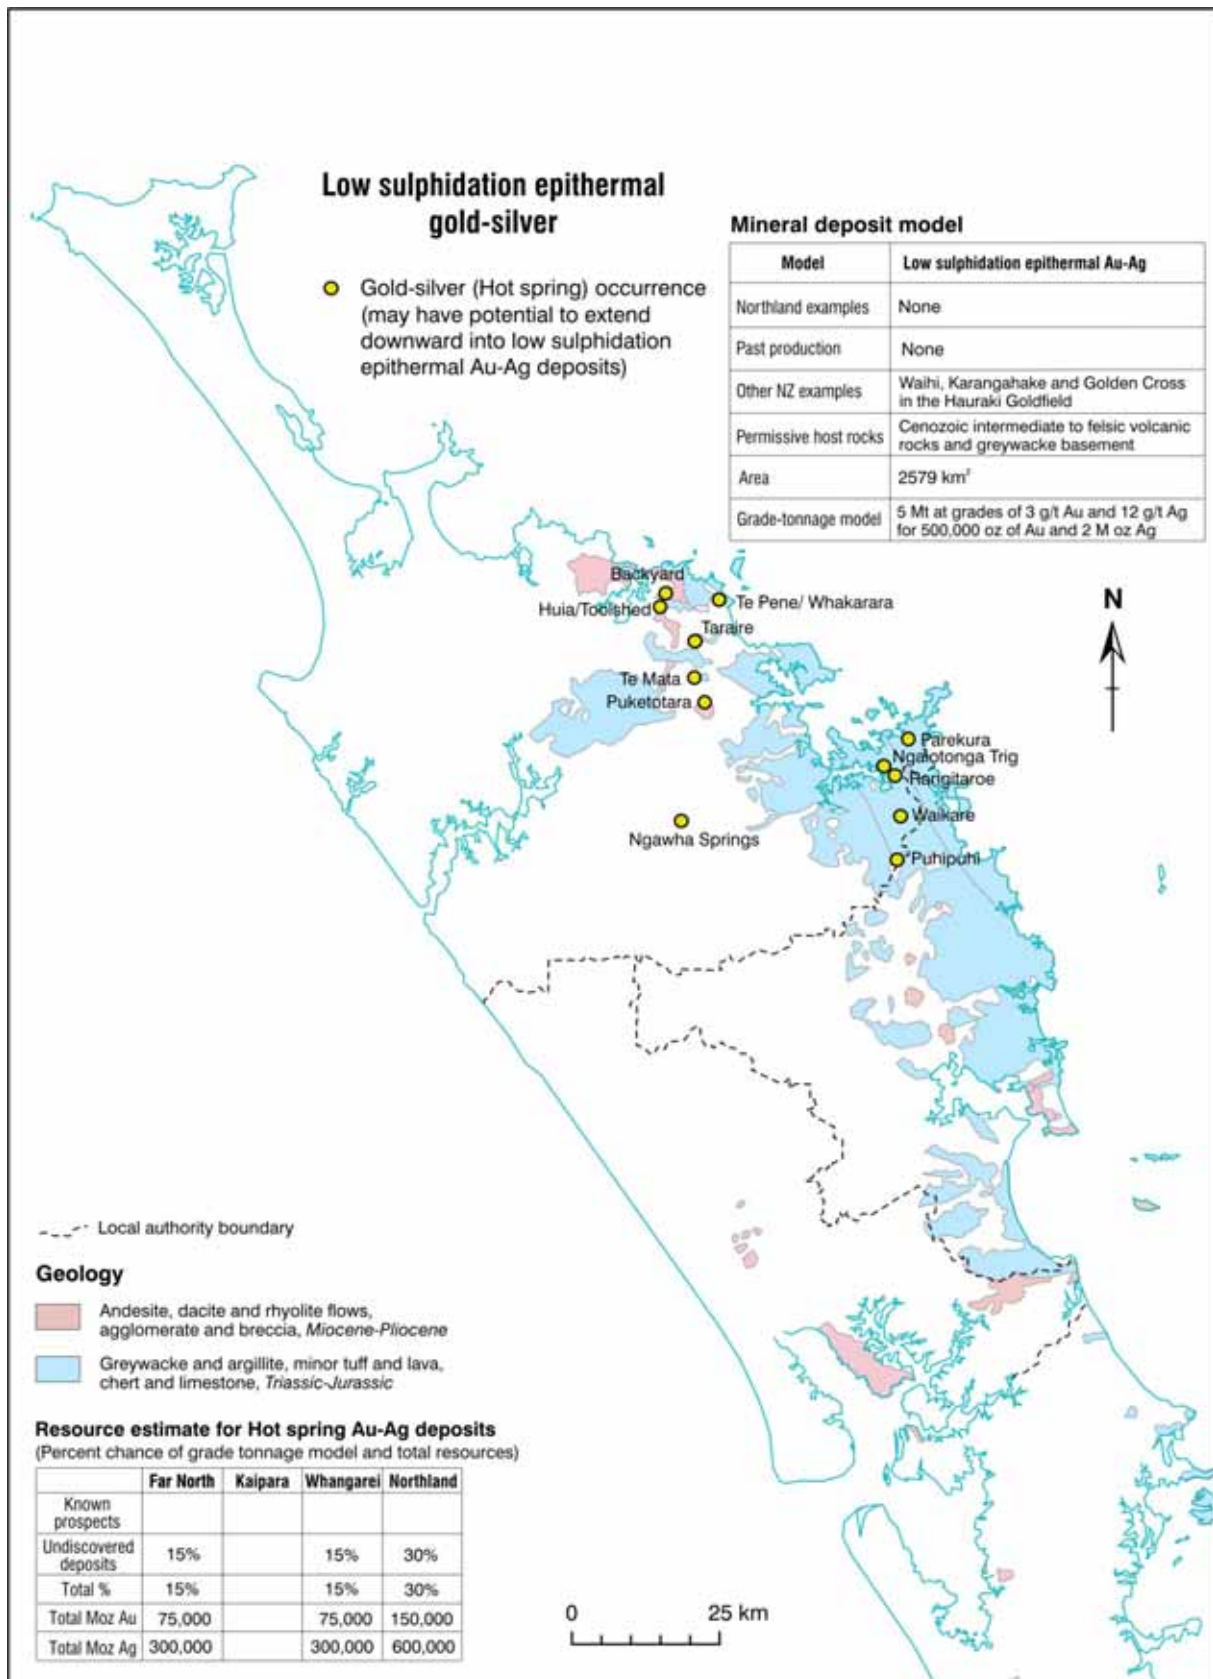 Low sulphidation epithermal
gold-silver
Gold-silver (Hot spring) occurrence
(may have potential to extend
downward into low sulphidation
epithermal Au-Ag deposits)
Mineral deposit model
Model Low sulphidation epithermal Au-Ag
Northland examples None
Past production None
Other NZ examples Waihi, Karangahake and Golden Cross
in the Hauraki Goldfield
Permissive host rocks Cenozoic intermediate to felsic volcanic
rocks and greywacke basement
Area 2579 km²
Grade-tonnage model 5 Mt at grades of 3 g/t Au and 12 g/t Ag
for 500,000 oz of Au and 2 M oz Ag
N
Backyard
Huia/Toolshed
Te Pene/ Whakarara
Taraire
Te Mata
Puketotara
Parekura
Ngaiotonga Trig
Rangitaroe
Waikare
Ngawha Springs
Puhipuhi
Local authority boundary
Geology
Andesite, dacite and rhyolite flows,
agglomerate and breccia, Miocene-Pliocene
Greywacke and argillite, minor tuff and lava,
chert and limestone, Triassic-Jurassic
Resource estimate for Hot spring Au-Ag deposits
(Percent chance of grade tonnage model and total resources)
Far North Kaipara Whangarei Northland
Known
prospects
Undiscovered
deposits 15% 15% 30%
Total % 15% 15% 30%
Total Moz Au 75,000 75,000 150,000
Total Moz Ag 300,000 300,000 600,000
0 25 km